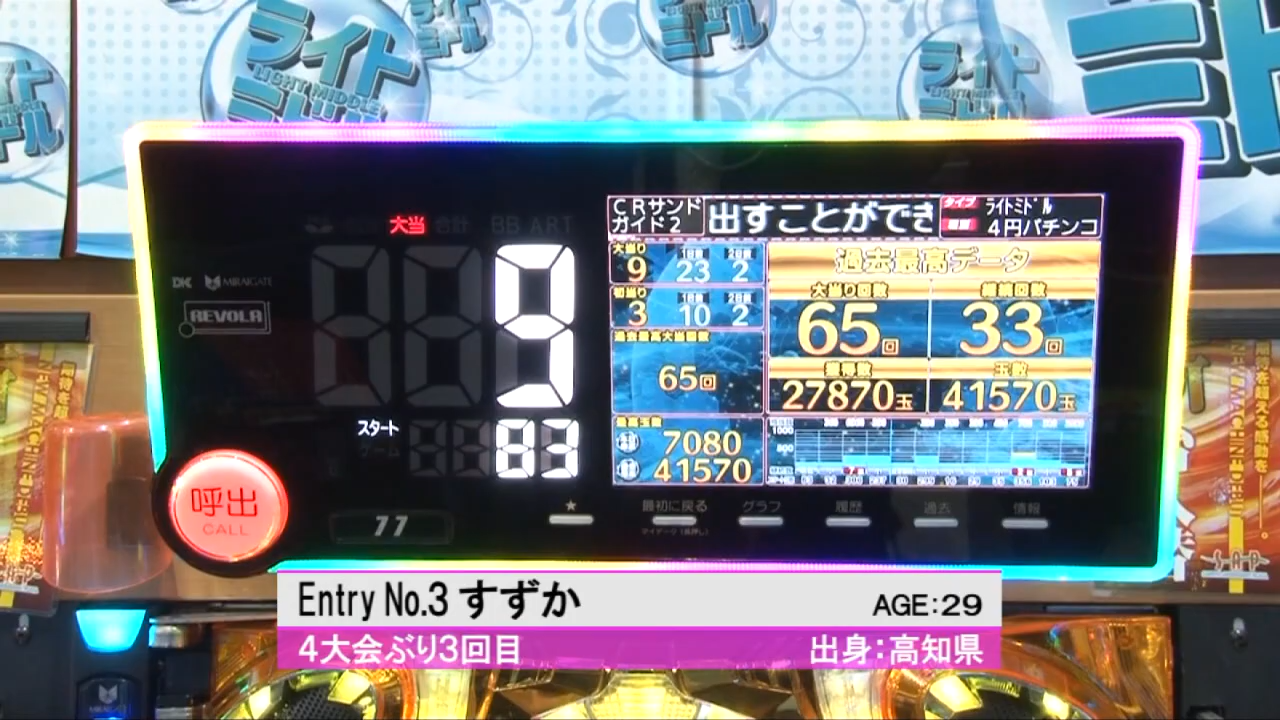 ライト
LIGHT MIDDLE
ミドル
ライト
ミドル
大当 合計 BB ART
9
DK MIRAIGATE
REVOLA
スタート
ゲーム
83
呼出
CALL
77
CRサンド
ガイド2
出すことができ
タイプ ライトミドル
4円パチンコ
大当り 1日前 2日前
9 23 2
初当り 1日前 2日前
3 10 2
過去最高大当回数
65回
最高玉数
7080
41570
過去最高データ
大当り回数 継続回数
65回 33回
獲得数 玉数
27870玉 41570玉
★ 最初に戻る グラフ 履歴 過去 情報
Entry No.3 すずか AGE:29
4大会ぶり3回目 出身:高知県